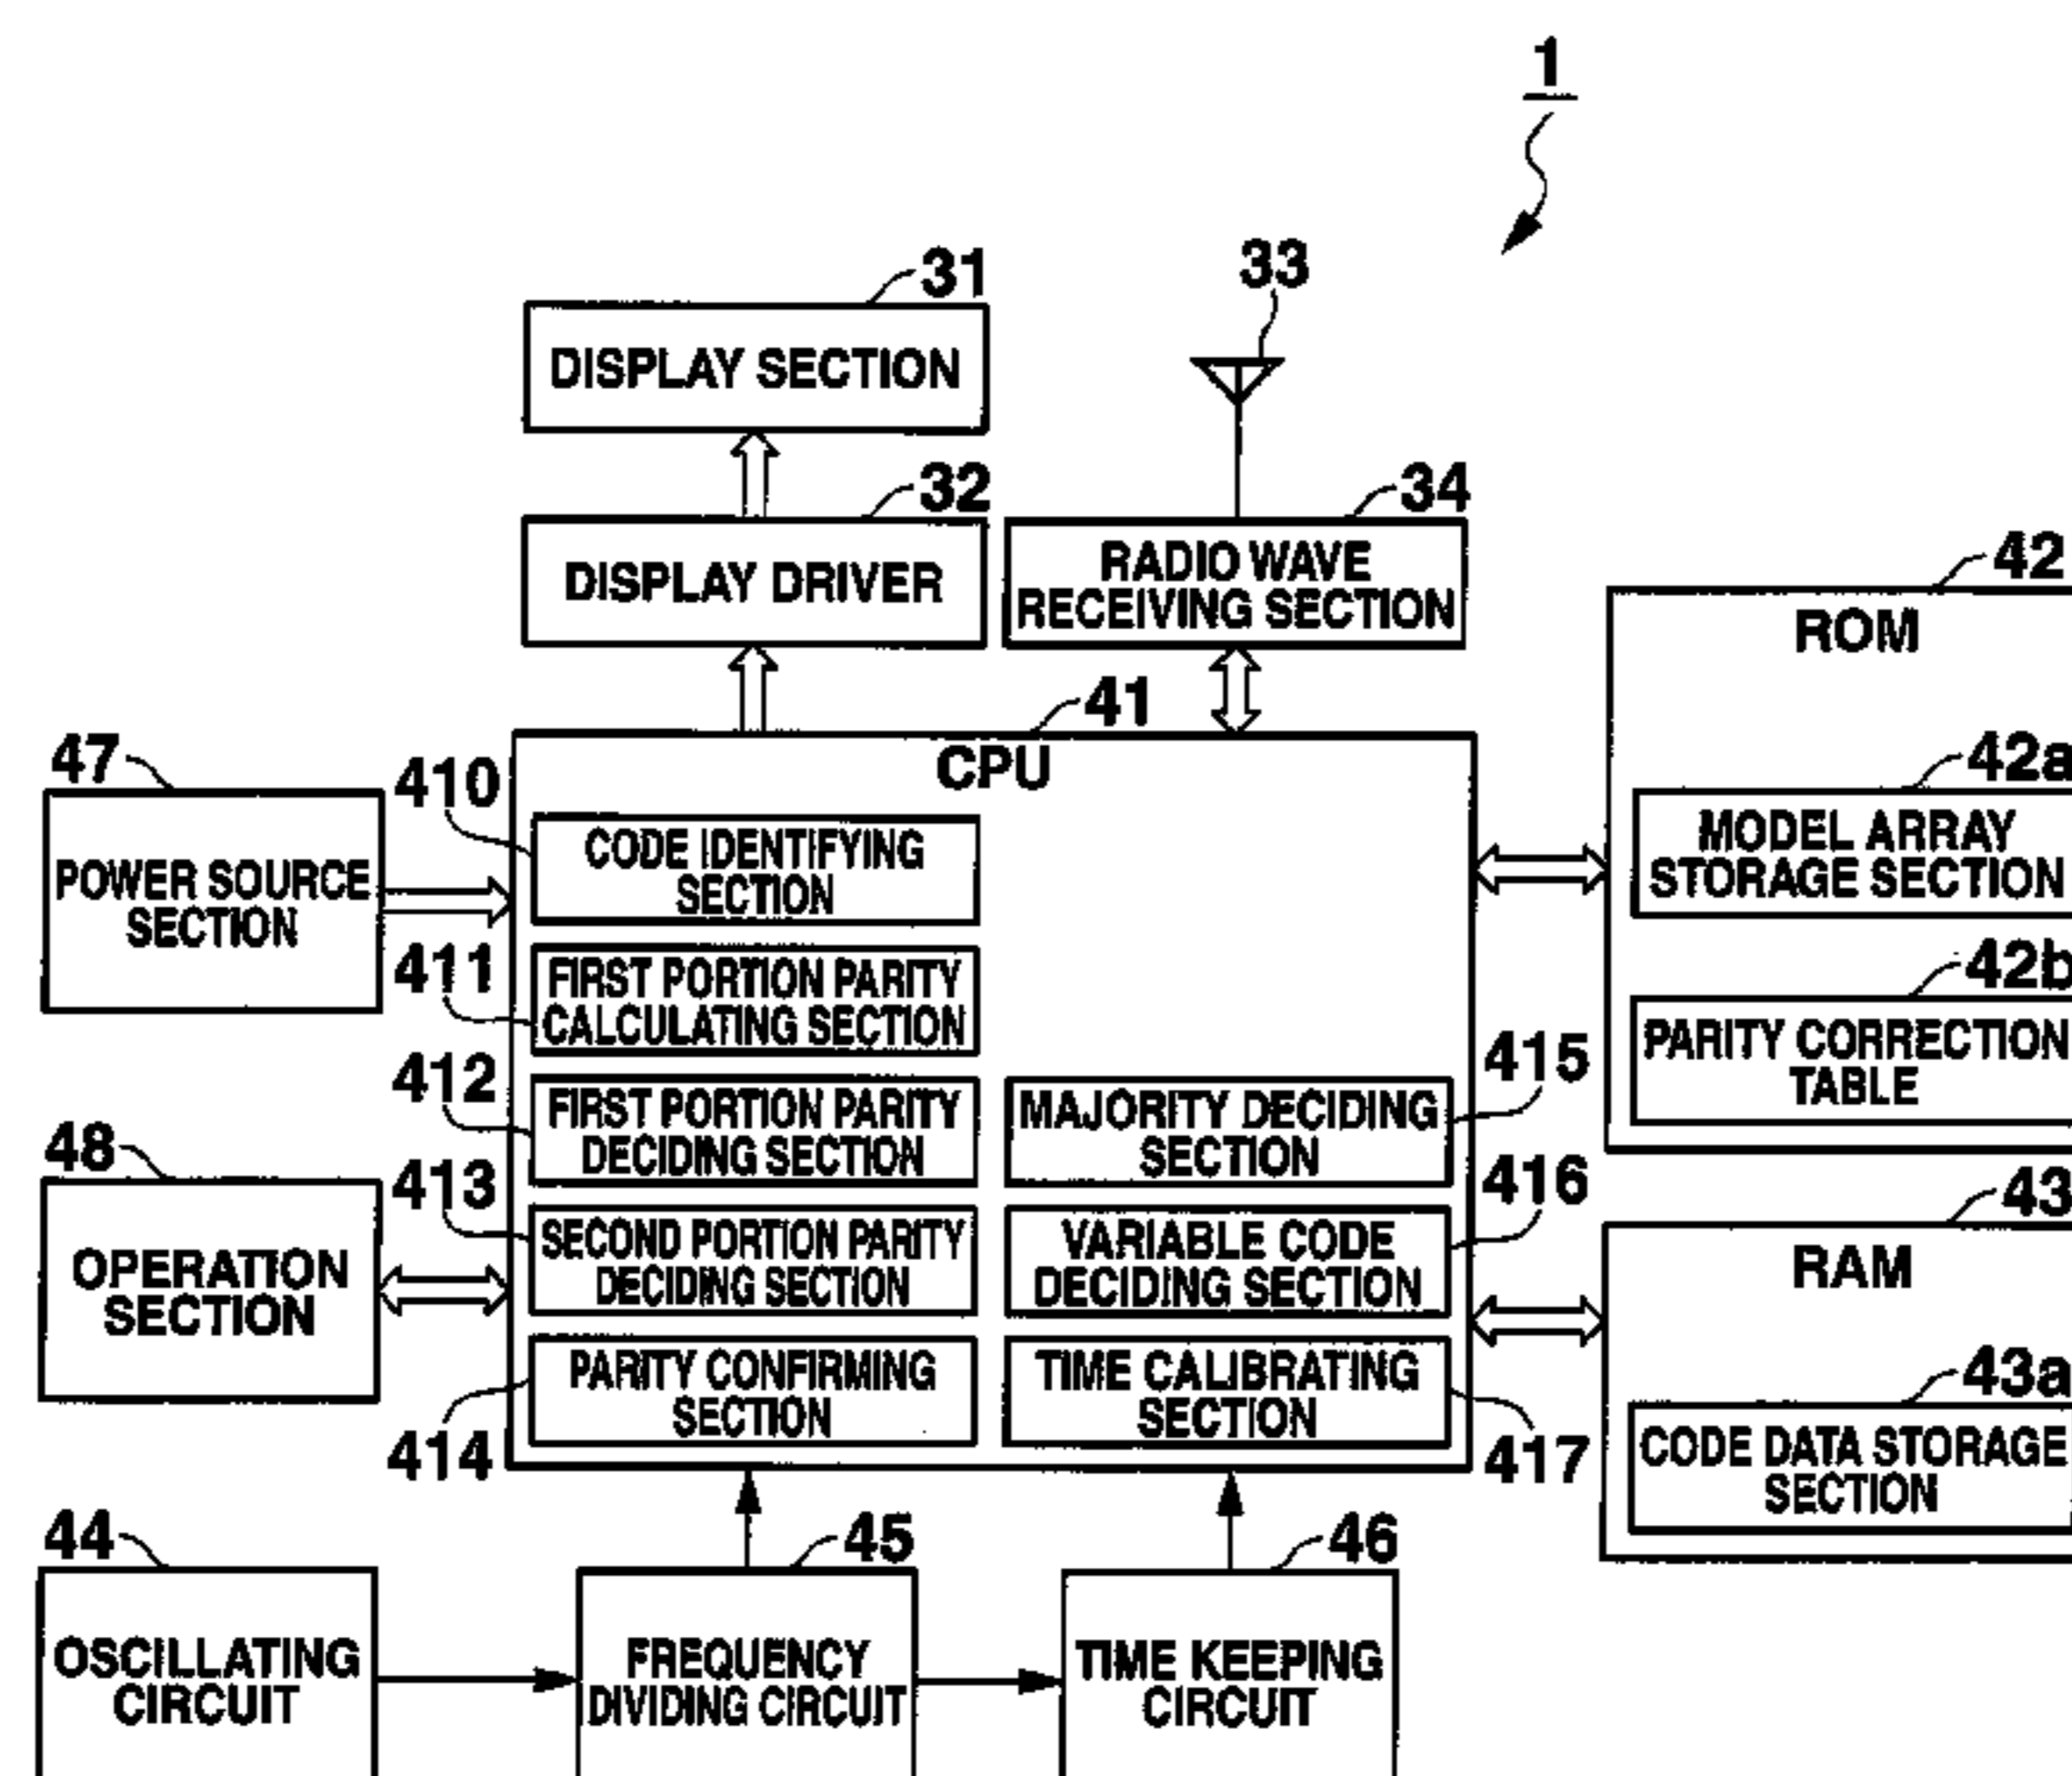 1
31
DISPLAY SECTION
33
32
DISPLAY DRIVER
34
RADIO WAVE
RECEIVING SECTION
42
ROM
42a
MODEL ARRAY
STORAGE SECTION
42b
PARITY CORRECTION
TABLE
41
CPU
47
POWER SOURCE
SECTION
410
CODE IDENTIFYING
SECTION
411
FIRST PORTION PARITY
CALCULATING SECTION
412
FIRST PORTION PARITY
DECIDING SECTION
415
MAJORITY DECIDING
SECTION
48
OPERATION
SECTION
413
SECOND PORTION PARITY
DECIDING SECTION
416
VARIABLE CODE
DECIDING SECTION
414
PARITY CONFIRMING
SECTION
417
TIME CALIBRATING
SECTION
43
RAM
43a
CODE DATA STORAGE
SECTION
44
OSCILLATING
CIRCUIT
45
FREQUENCY
DIVIDING CIRCUIT
46
TIME KEEPING
CIRCUIT